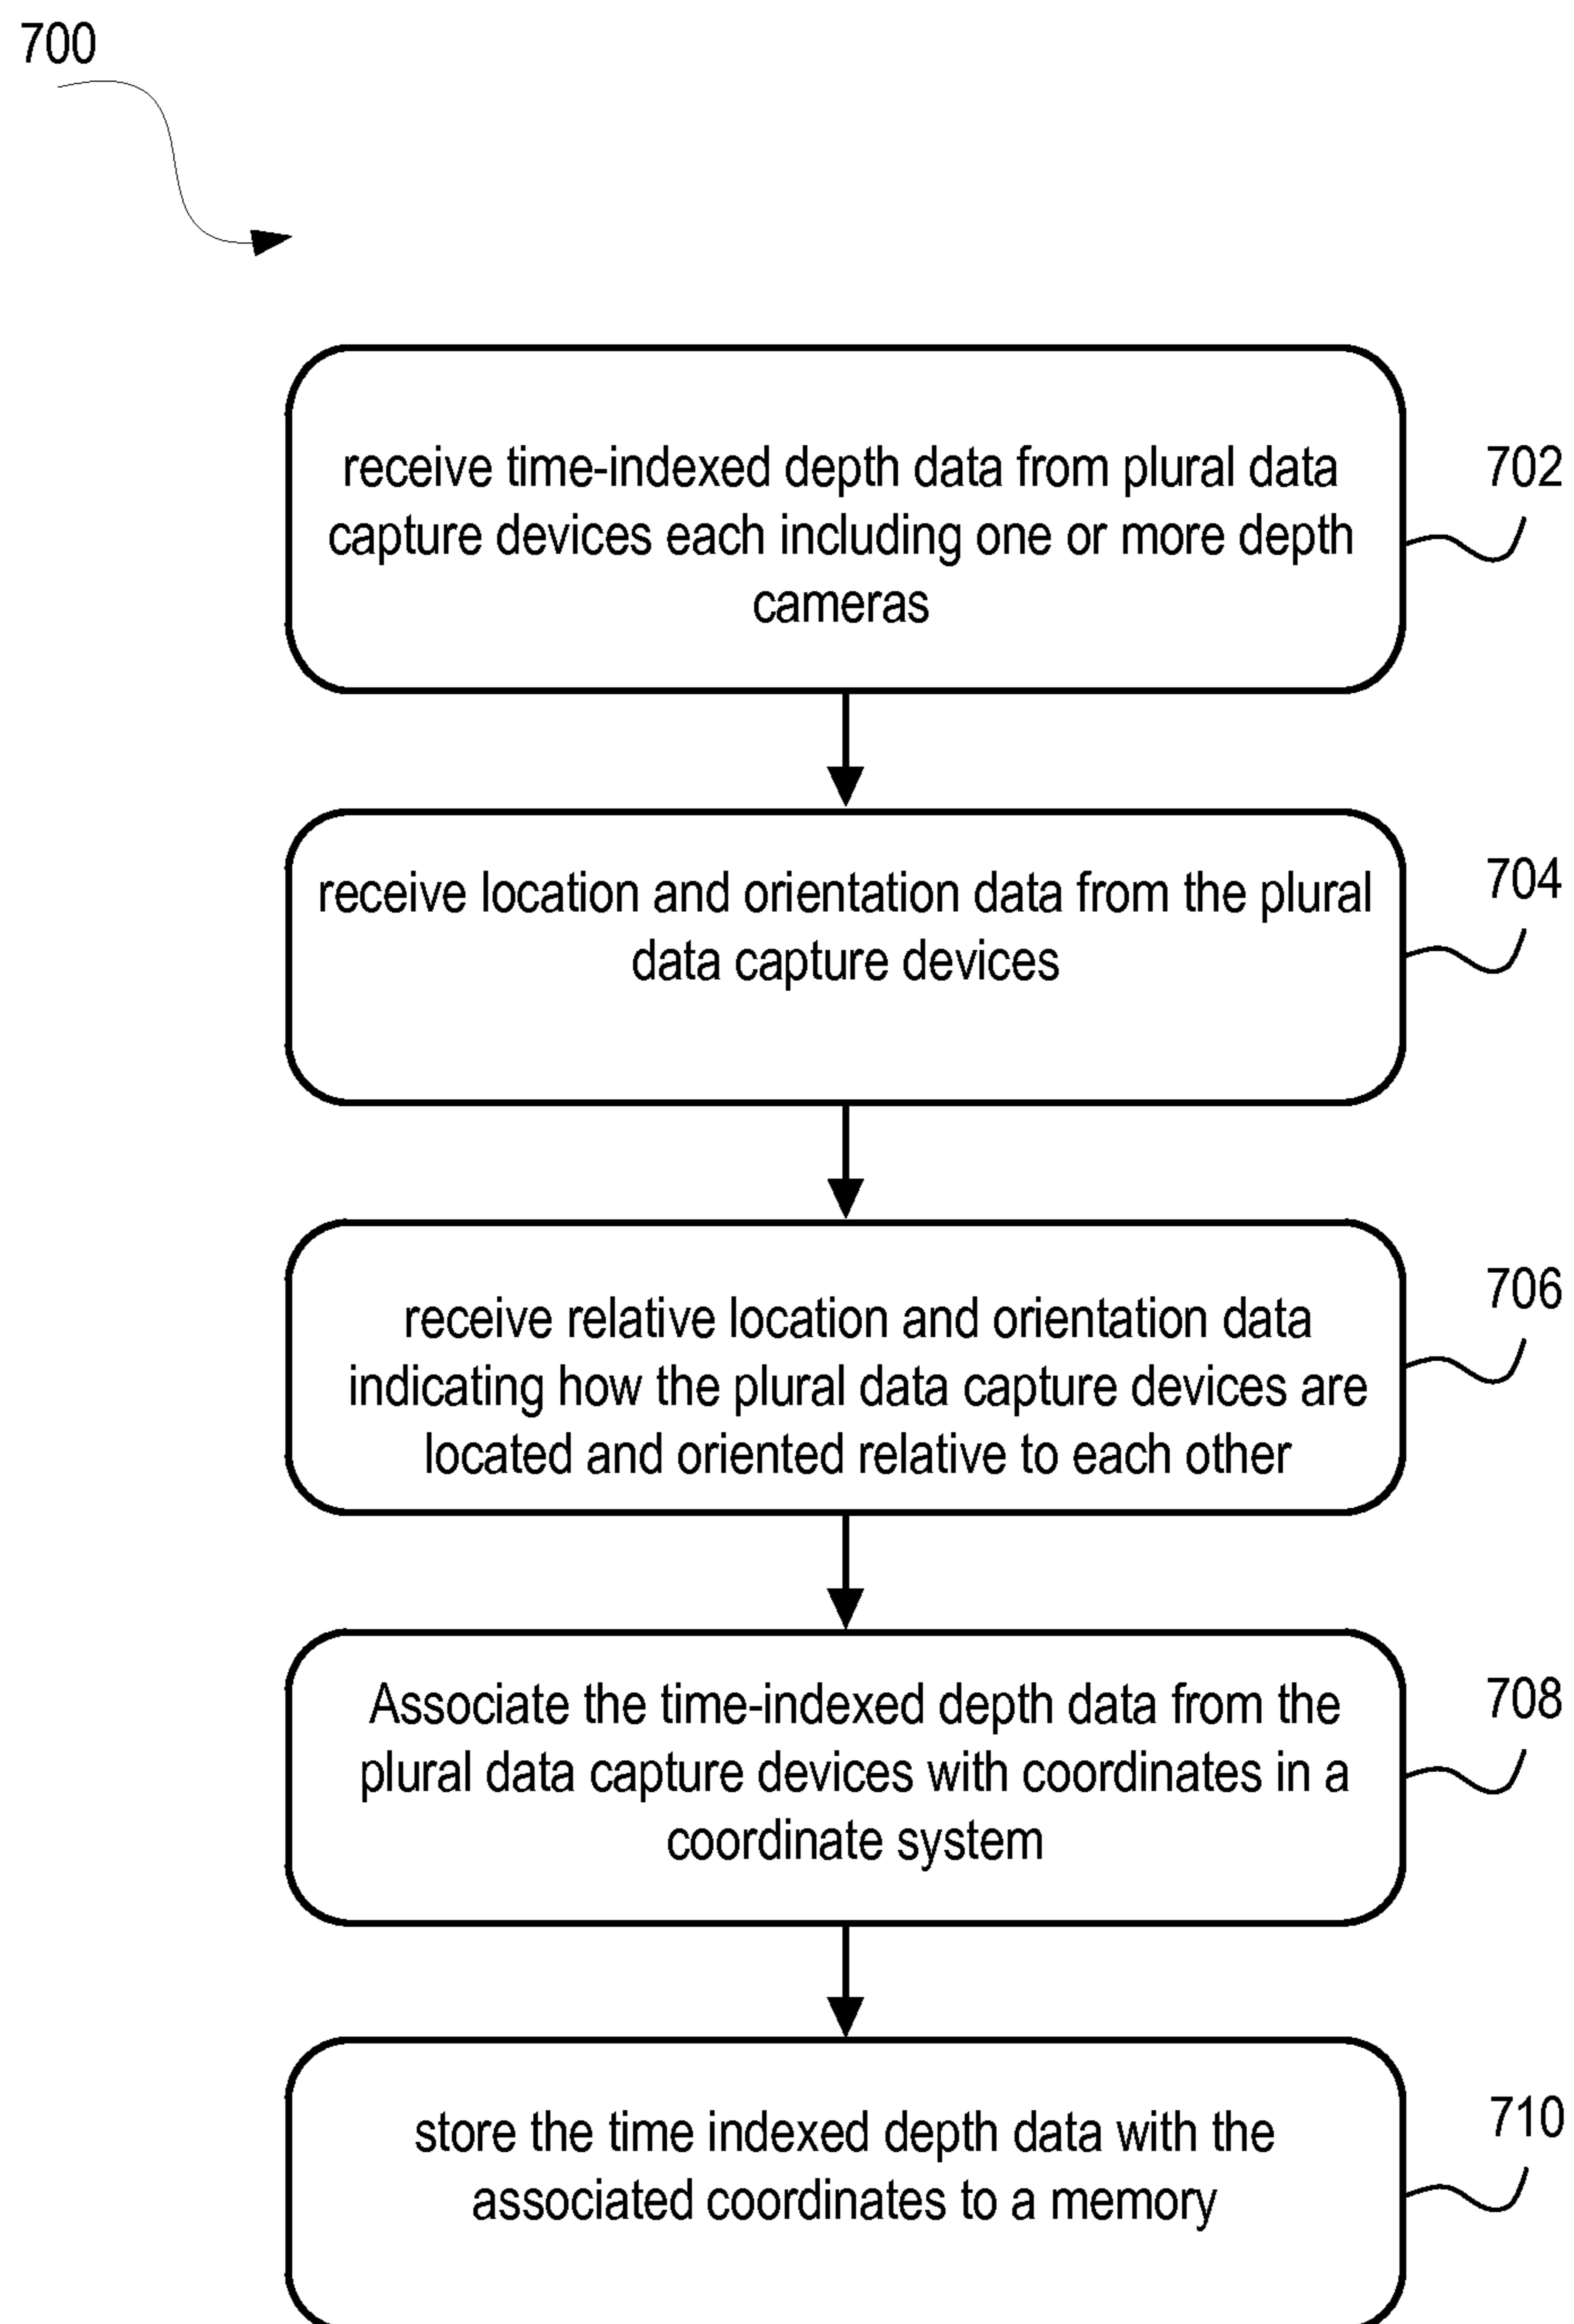 700
receive time-indexed depth data from plural data
capture devices each including one or more depth
cameras
702
receive location and orientation data from the plural
data capture devices
704
receive relative location and orientation data
indicating how the plural data capture devices are
located and oriented relative to each other
706
Associate the time-indexed depth data from the
plural data capture devices with coordinates in a
coordinate system
708
store the time indexed depth data with the
associated coordinates to a memory
710